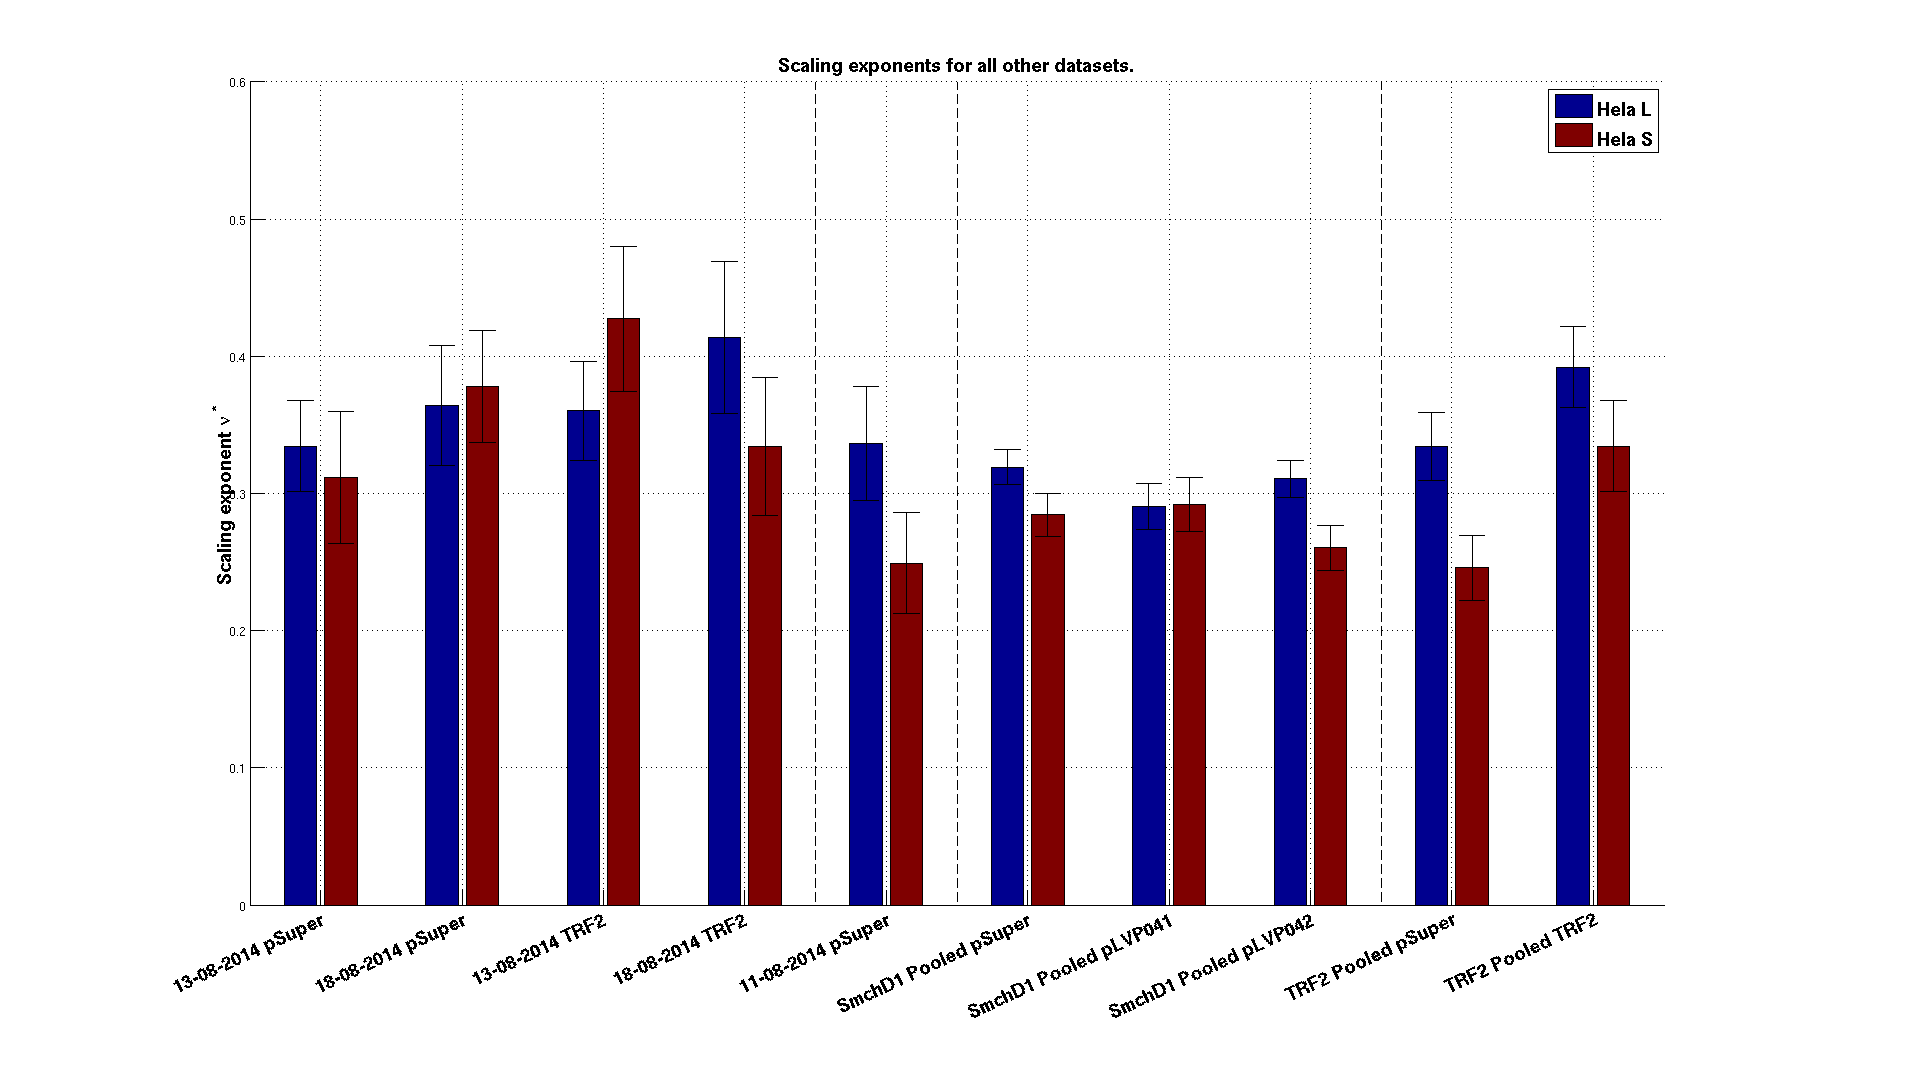 Scaling exponents for all other datasets.
Hela L
Hela S
Scaling exponent ν *
0.6
0.5
0.4
0.3
0.2
0.1
0
13-08-2014 pSuper
18-08-2014 pSuper
13-08-2014 TRF2
18-08-2014 TRF2
11-08-2014 pSuper
SmchD1 Pooled pSuper
SmchD1 Pooled pLVP041
SmchD1 Pooled pLVP042
TRF2 Pooled pSuper
TRF2 Pooled TRF2